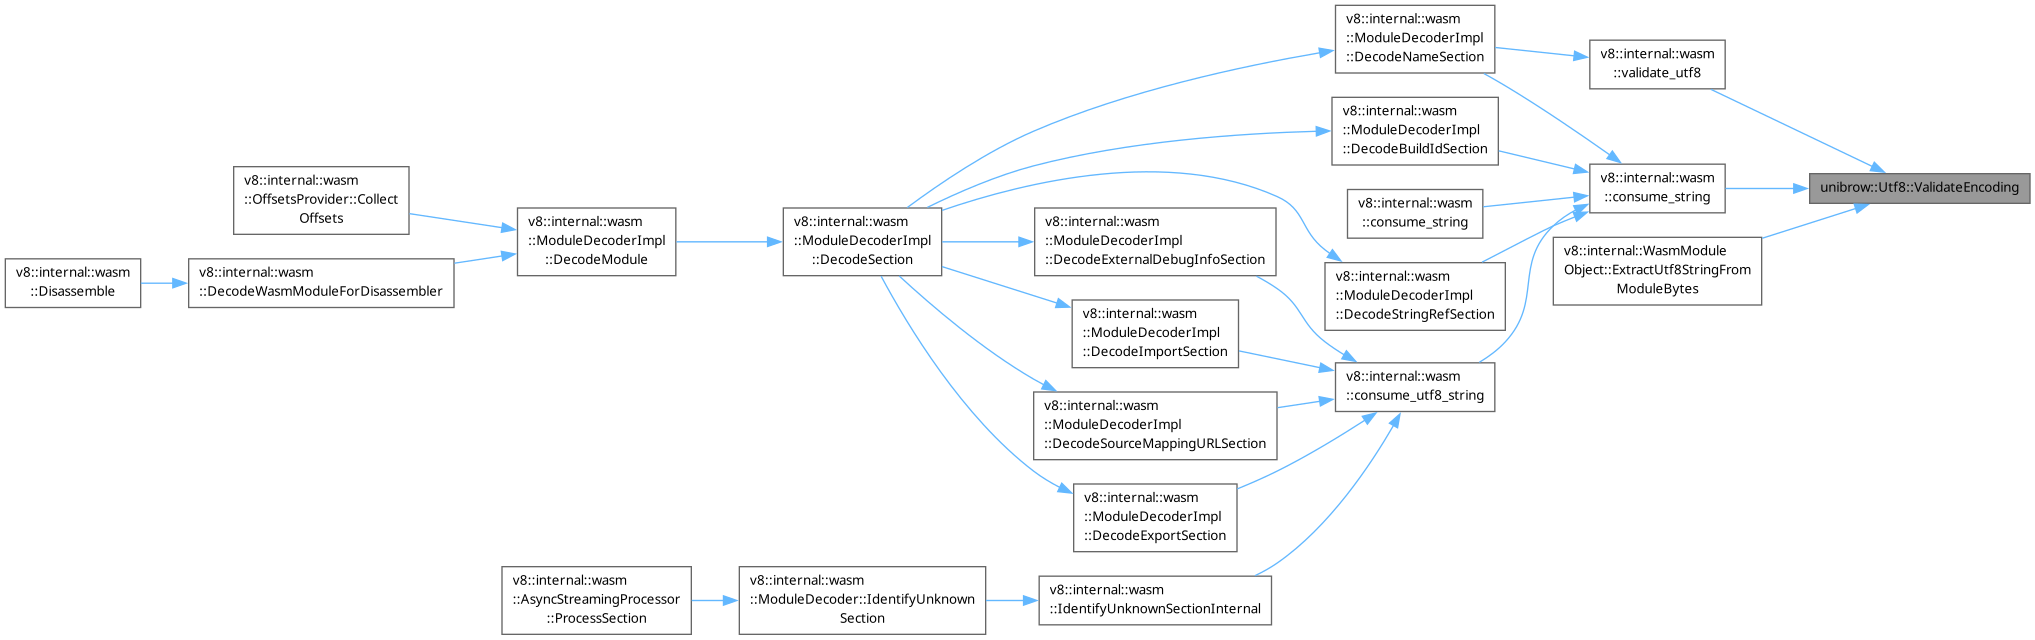 v8::internal::wasm
::ModuleDecoderImpl
::DecodeNameSection
v8::internal::wasm
::validate_utf8
v8::internal::wasm
::ModuleDecoderImpl
::DecodeBuildIdSection
v8::internal::wasm
::OffsetsProvider::Collect
Offsets
v8::internal::wasm
::consume_string
unibrow::Utf8::ValidateEncoding
v8::internal::wasm
::consume_string
v8::internal::wasm
::ModuleDecoderImpl
::DecodeModule
v8::internal::wasm
::ModuleDecoderImpl
::DecodeSection
v8::internal::wasm
::ModuleDecoderImpl
::DecodeExternalDebugInfoSection
v8::internal::WasmModule
Object::ExtractUtf8StringFrom
ModuleBytes
v8::internal::wasm
::Disassemble
v8::internal::wasm
::DecodeWasmModuleForDisassembler
v8::internal::wasm
::ModuleDecoderImpl
::DecodeStringRefSection
v8::internal::wasm
::ModuleDecoderImpl
::DecodeImportSection
v8::internal::wasm
::consume_utf8_string
v8::internal::wasm
::ModuleDecoderImpl
::DecodeSourceMappingURLSection
v8::internal::wasm
::ModuleDecoderImpl
::DecodeExportSection
v8::internal::wasm
::AsyncStreamingProcessor
::ProcessSection
v8::internal::wasm
::ModuleDecoder::IdentifyUnknown
Section
v8::internal::wasm
::IdentifyUnknownSectionInternal